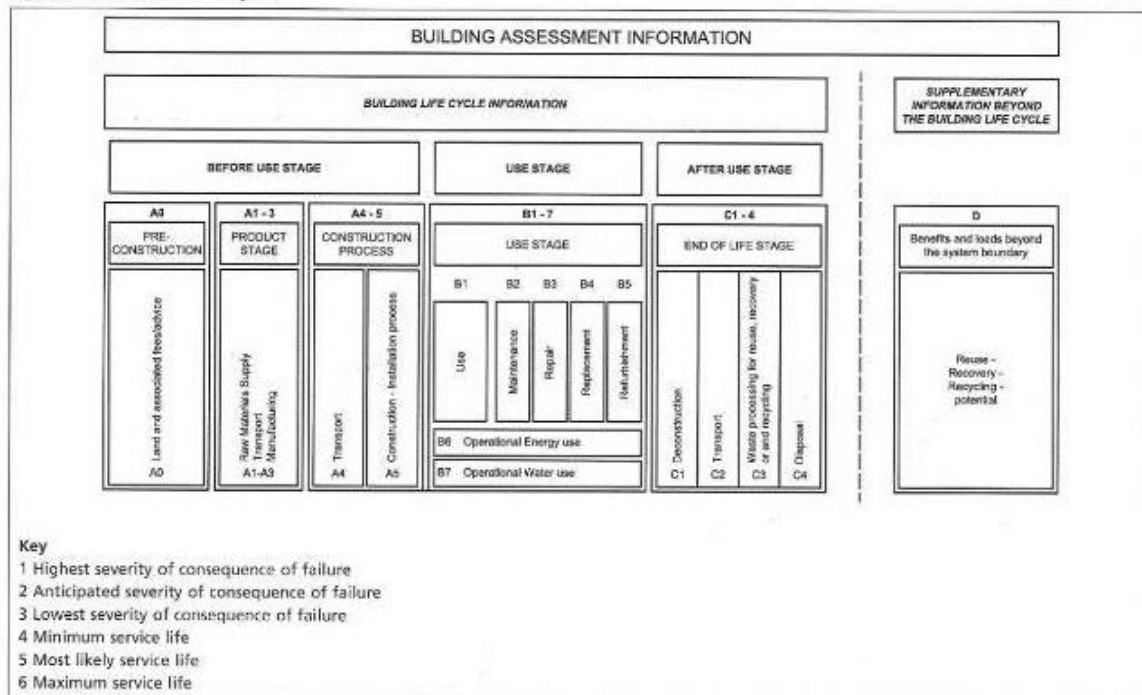 BUILDING ASSESSMENT INFORMATION
BUILDING LIFE CYCLE INFORMATION
SUPPLEMENTARY
INFORMATION BEYOND
THE BUILDING LIFE CYCLE
BEFORE USE STAGE
USE STAGE
AFTER USE STAGE
A0
A1 - 3
A4 - 5
B1 - 7
C1 - 4
D
PRE-
CONSTRUCTION
PRODUCT
STAGE
CONSTRUCTION
PROCESS
USE STAGE
END OF LIFE STAGE
Benefits and loads beyond
the system boundary
Land and associated fees/advice
A0
Raw Materials Supply
Transport
Manufacturing
A1-A3
Transport
A4
Construction - Installation process
A5
B1
B2
B3
B4
B5
Use
Maintenance
Repair
Replacement
Refurbishment
B6 Operational Energy use
B7 Operational Water use
Deconstruction
C1
Transport
C2
Waste processing for reuse, recovery
or and recycling
C3
Disposal
C4
Reuse -
Recovery -
Recycling -
potential
Key
1 Highest severity of consequence of failure
2 Anticipated severity of consequence of failure
3 Lowest severity of consequence of failure
4 Minimum service life
5 Most likely service life
6 Maximum service life